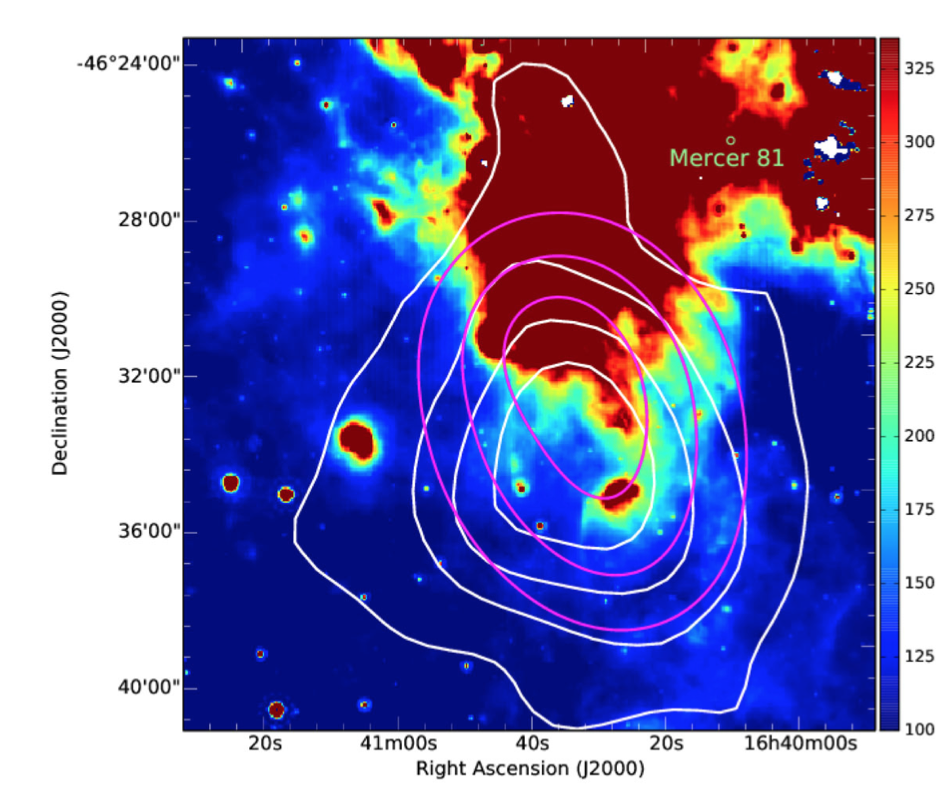 -46°24'00"
28'00"
32'00"
36'00"
40'00"
Declination (J2000)
Mercer 81
325
300
275
250
225
200
175
150
125
100
20s
41m00s
40s
20s
16h40m00s
Right Ascension (J2000)